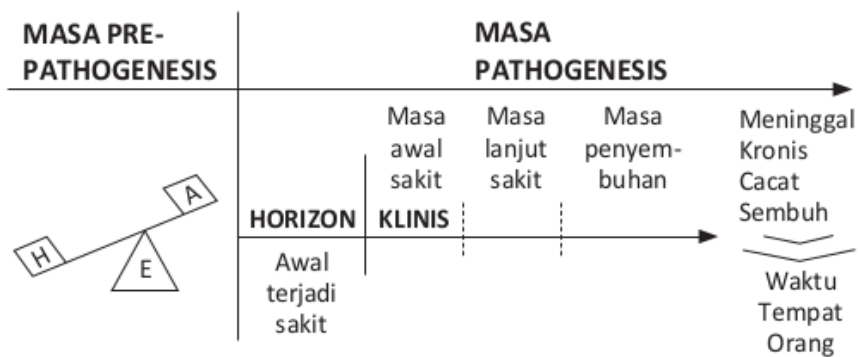 MASA PRE-
PATHOGENESIS
MASA
PATHOGENESIS
Masa
awal
sakit
Masa
lanjut
sakit
Masa
penyem-
buhan
Meninggal
Kronis
Cacat
Sembuh
A
H
E
HORIZON
KLINIS
Awal
terjadi
sakit
Waktu
Tempat
Orang